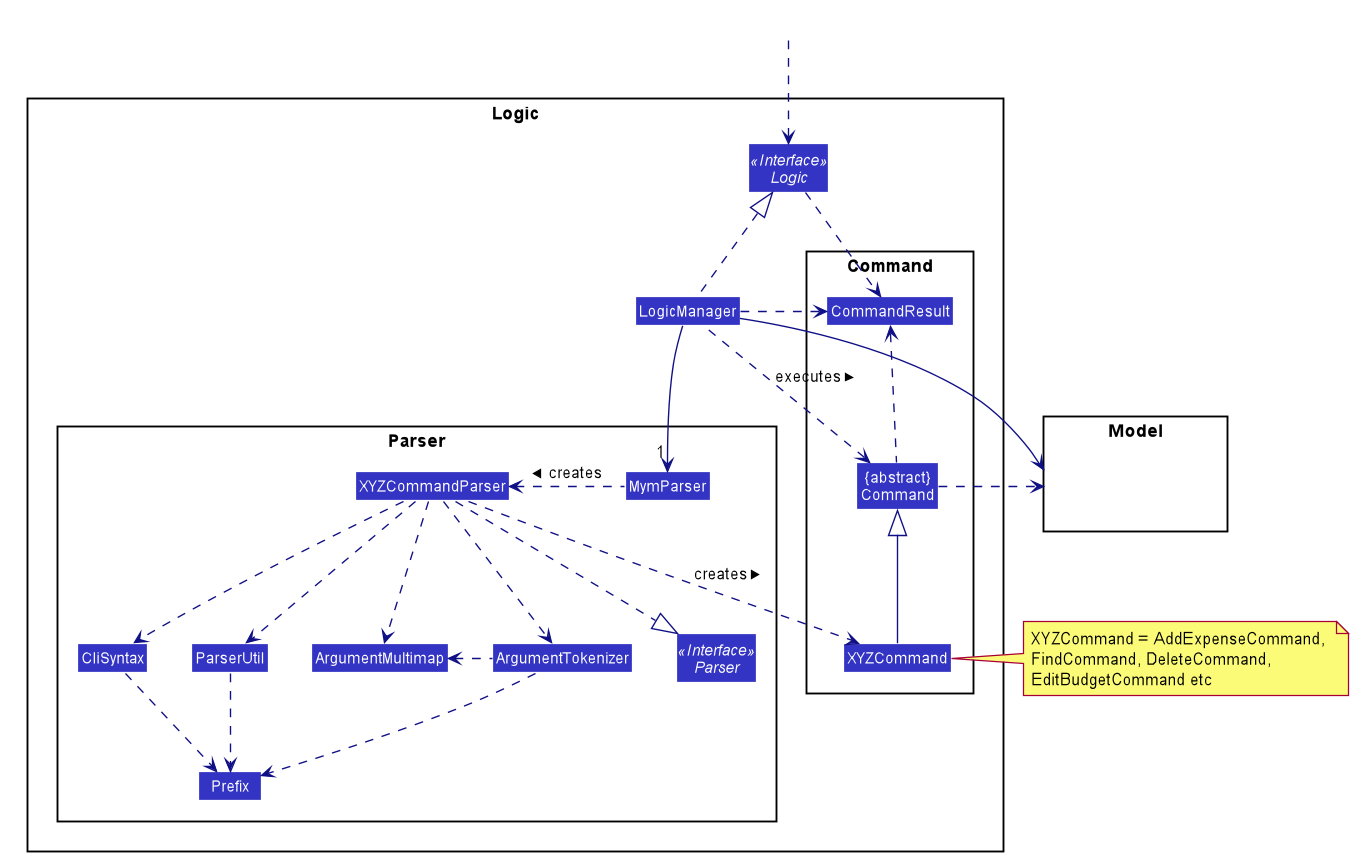 Logic
«Interface»
Logic
Command
LogicManager
CommandResult
executes ►
Model
Parser
1
◄ creates
XYZCommandParser
MymParser
{abstract}
Command
creates ►
CliSyntax
ParserUtil
ArgumentMultimap
ArgumentTokenizer
«Interface»
Parser
XYZCommand
XYZCommand = AddExpenseCommand,
FindCommand, DeleteCommand,
EditBudgetCommand etc
Prefix